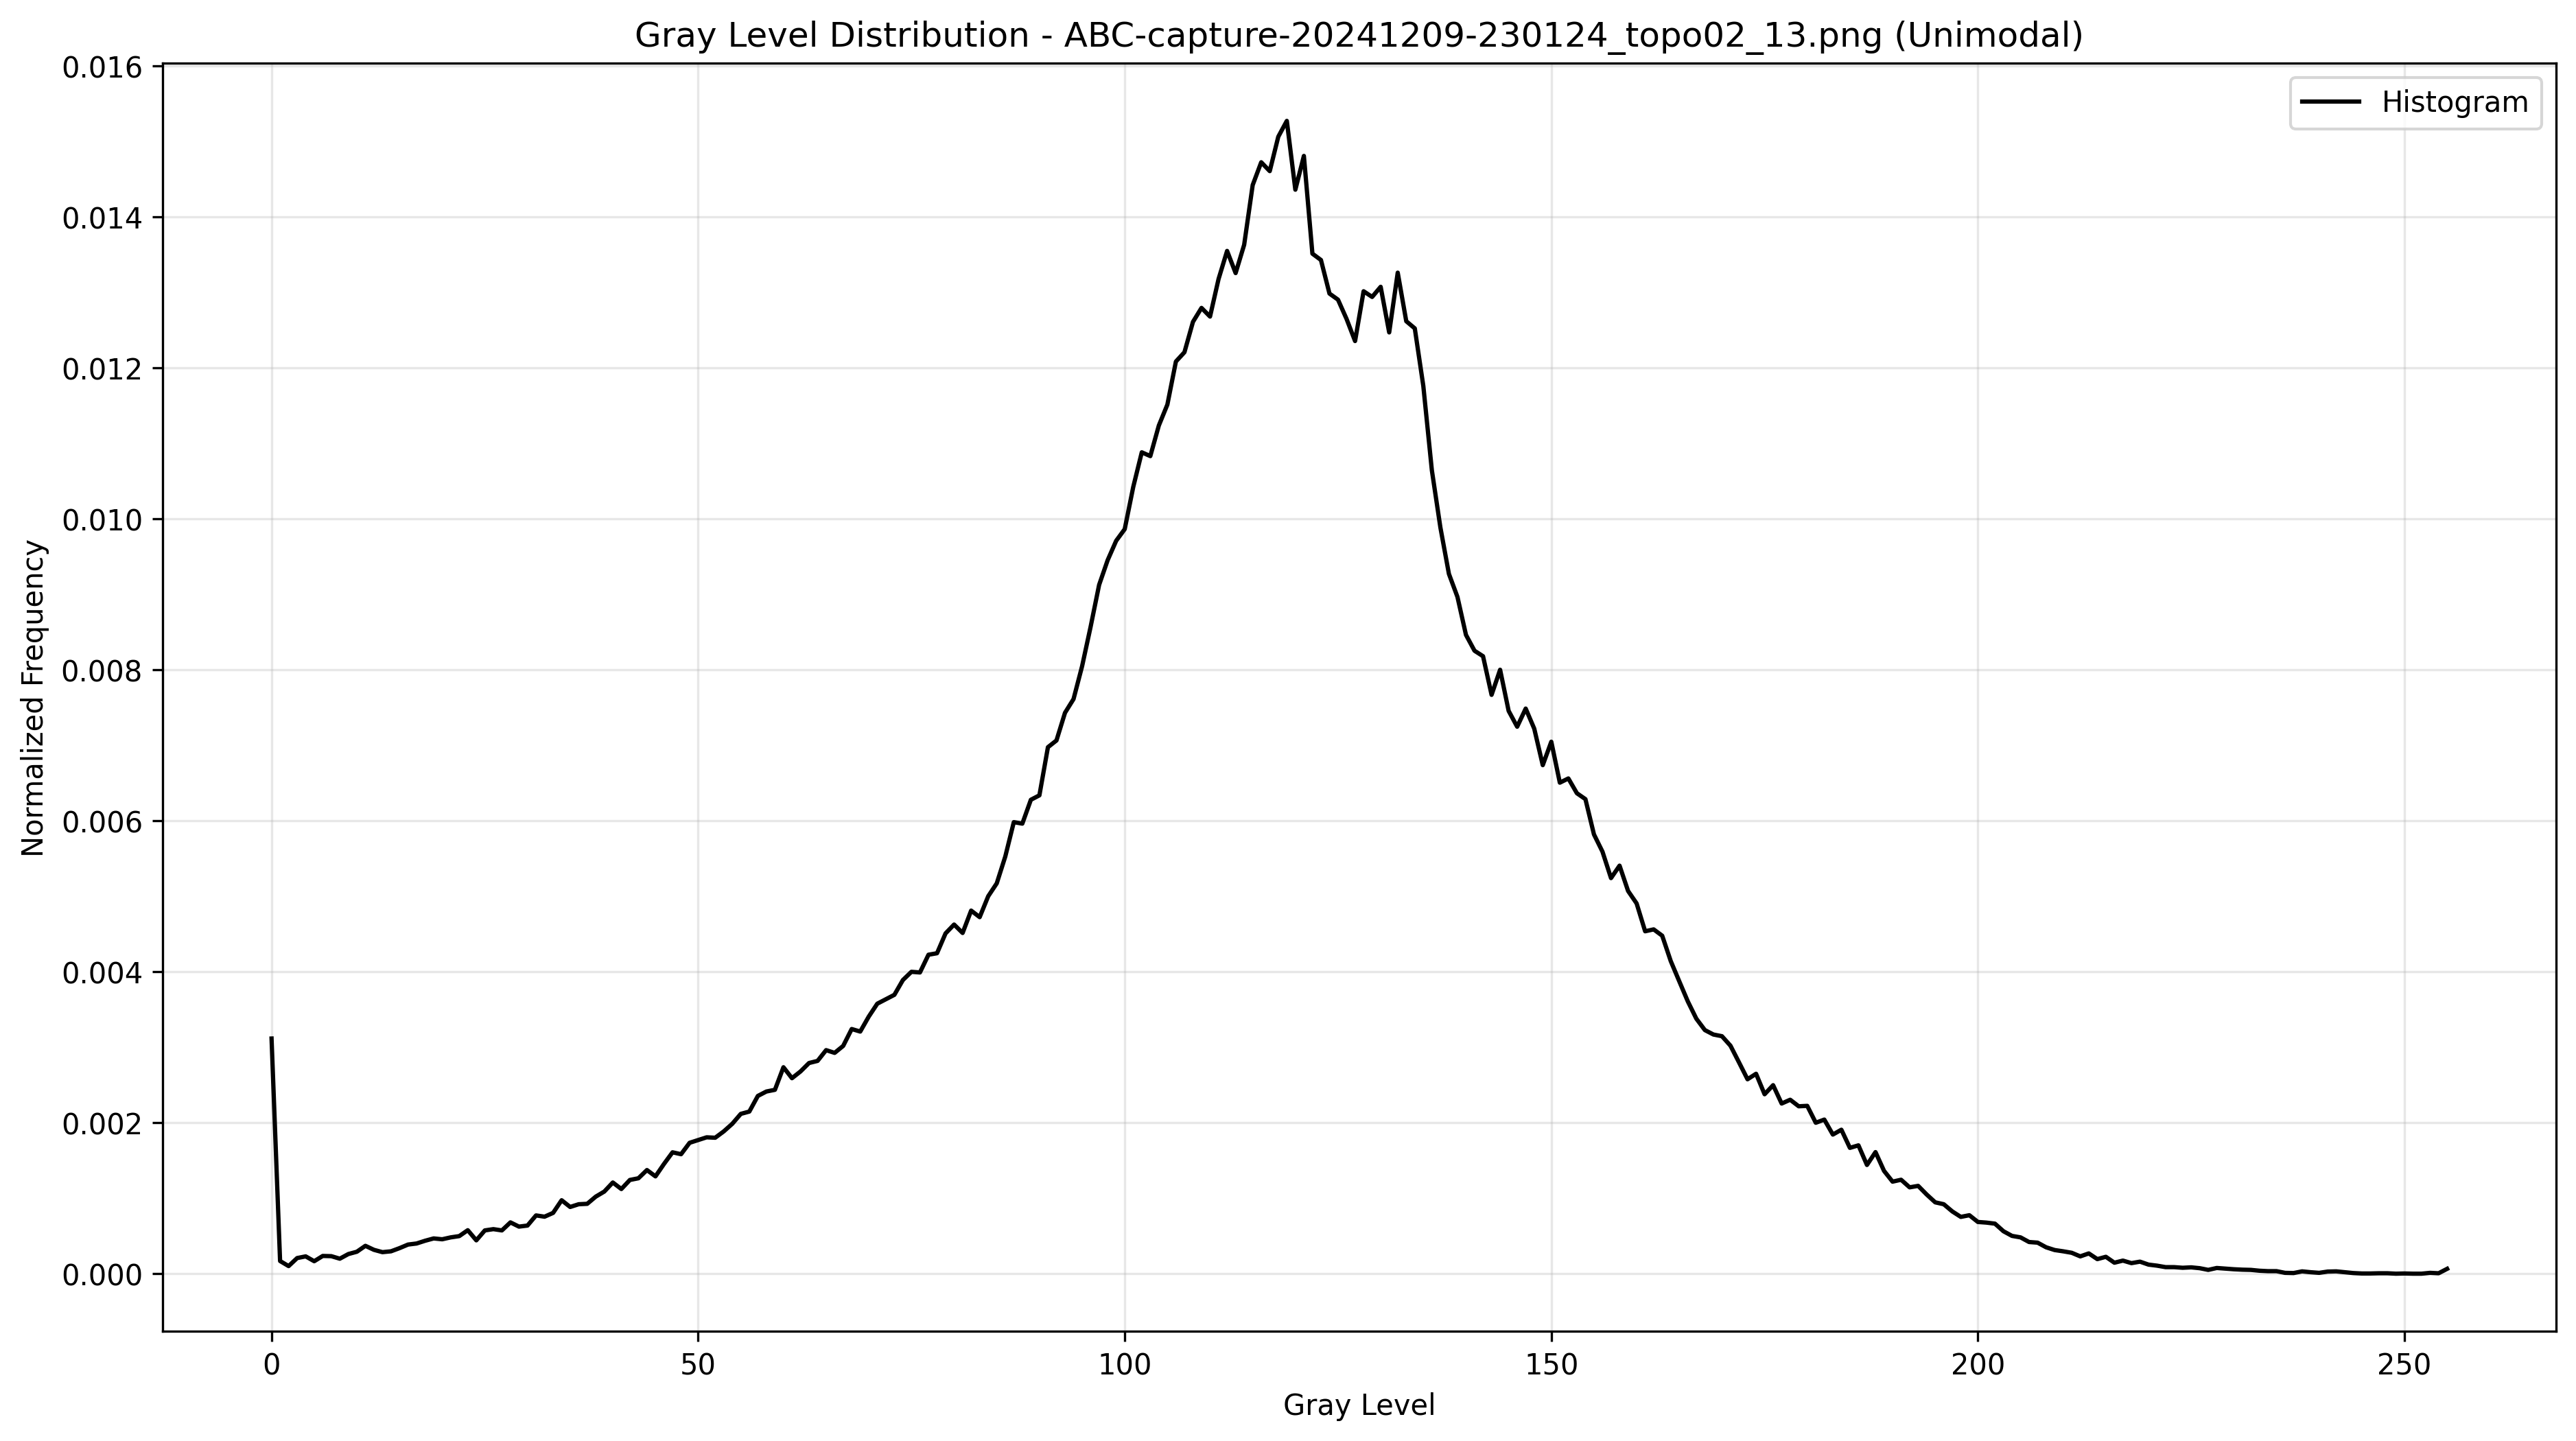 Gray Level Distribution - ABC-capture-20241209-230124_topo02_13.png (Unimodal)
Histogram
Normalized Frequency
0.016
0.014
0.012
0.010
0.008
0.006
0.004
0.002
0.000
0 50 100 150 200 250
Gray Level